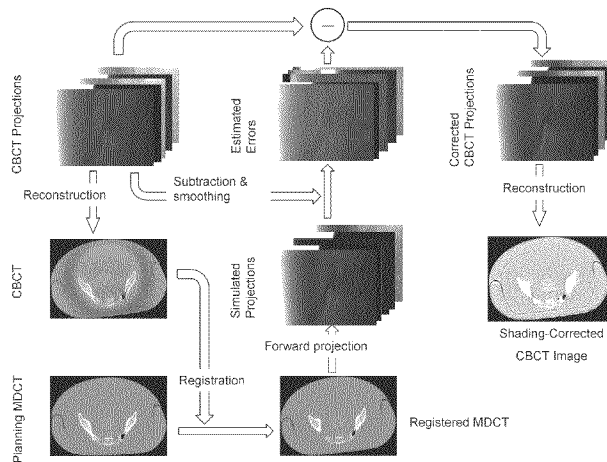 CBCT Projections
Estimated
Errors
Corrected
CBCT Projections
Reconstruction
Subtraction &
smoothing
Reconstruction
CBCT
Simulated
Projections
Shading-Corrected
CBCT Image
Forward projection
Registration
Planning MDCT
Registered MDCT